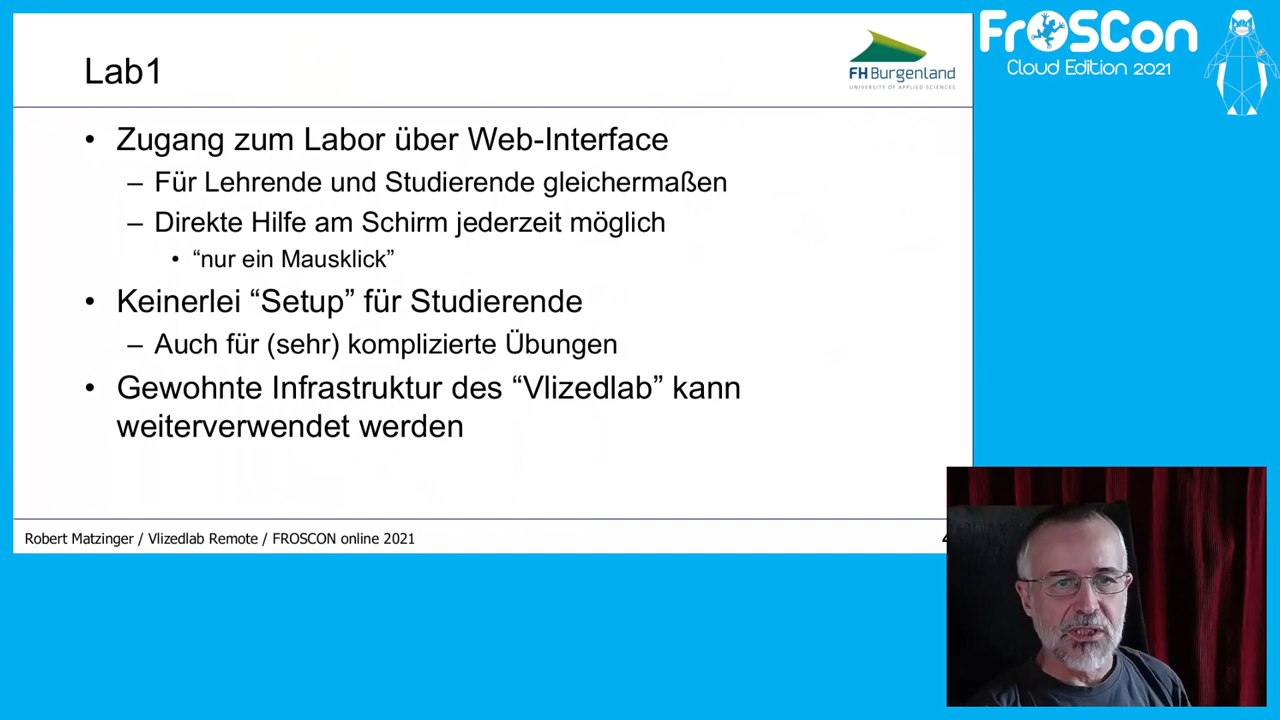 Lab1
FH Burgenland
UNIVERSITY OF APPLIED SCIENCES
FrOSCon
Cloud Edition 2021
• Zugang zum Labor über Web-Interface
– Für Lehrende und Studierende gleichermaßen
– Direkte Hilfe am Schirm jederzeit möglich
• “nur ein Mausklick”
• Keinerlei “Setup” für Studierende
– Auch für (sehr) komplizierte Übungen
• Gewohnte Infrastruktur des “Vlizedlab” kann
weiterverwendet werden
Robert Matzinger / Vlizedlab Remote / FROSCON online 2021